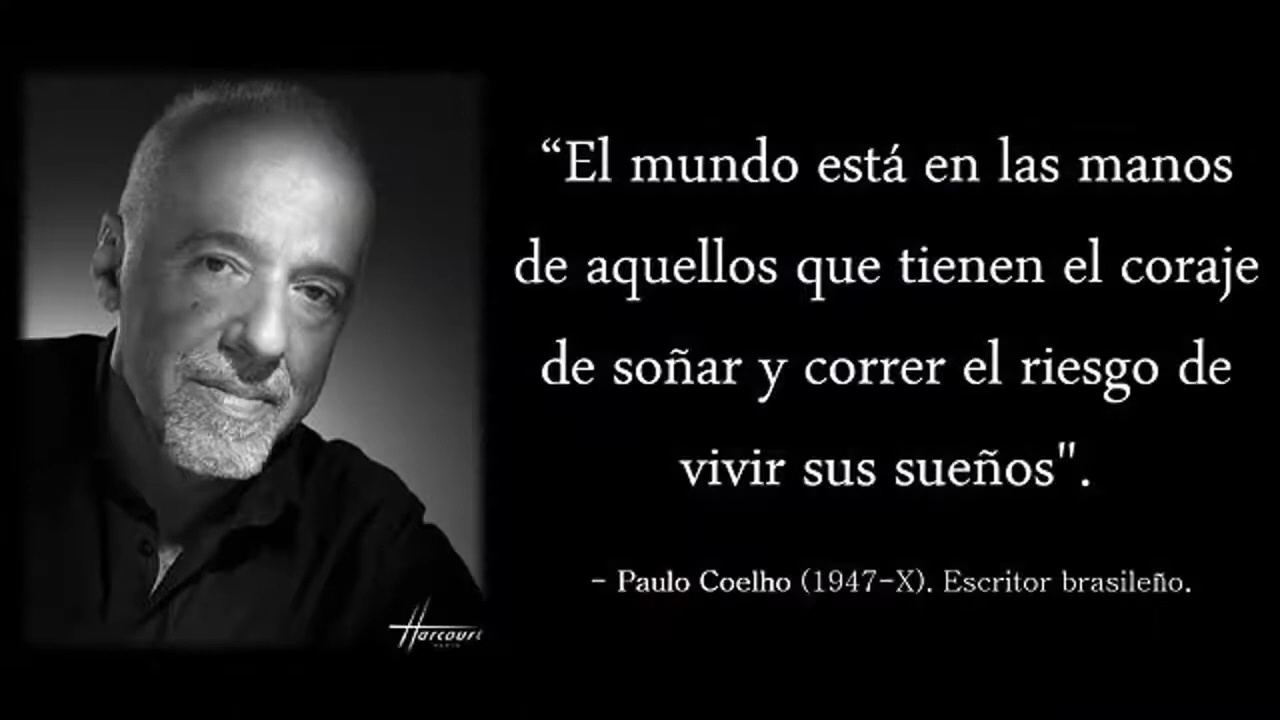 “El mundo está en las manos
de aquellos que tienen el coraje
de soñar y correr el riesgo de
vivir sus sueños".
- Paulo Coelho (1947-X). Escritor brasileño.
Harcourt